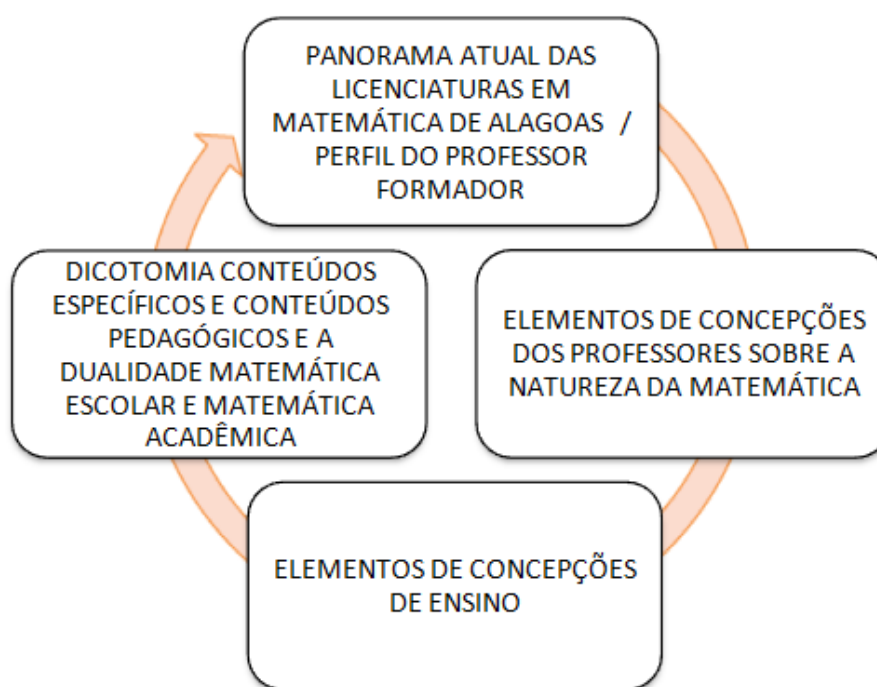 PANORAMA ATUAL DAS
LICENCIATURAS EM
MATEMÁTICA DE ALAGOAS /
PERFIL DO PROFESSOR
FORMADOR
DICOTOMIA CONTEÚDOS
ESPECÍFICOS E CONTEÚDOS
PEDAGÓGICOS E A
DUALIDADE MATEMÁTICA
ESCOLAR E MATEMÁTICA
ACADÊMICA
ELEMENTOS DE CONCEPÇÕES
DOS PROFESSORES SOBRE A
NATUREZA DA MATEMÁTICA
ELEMENTOS DE CONCEPÇÕES
DE ENSINO